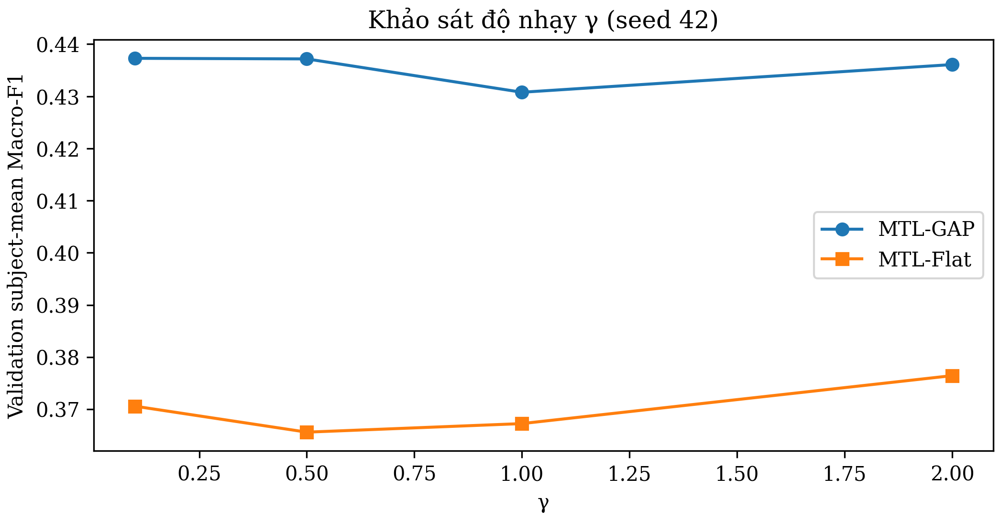 Khảo sát độ nhạy γ (seed 42)
Validation subject-mean Macro-F1
0.44
0.43
0.42
0.41
0.40
0.39
0.38
0.37
MTL-GAP
MTL-Flat
0.25 0.50 0.75 1.00 1.25 1.50 1.75 2.00
γ